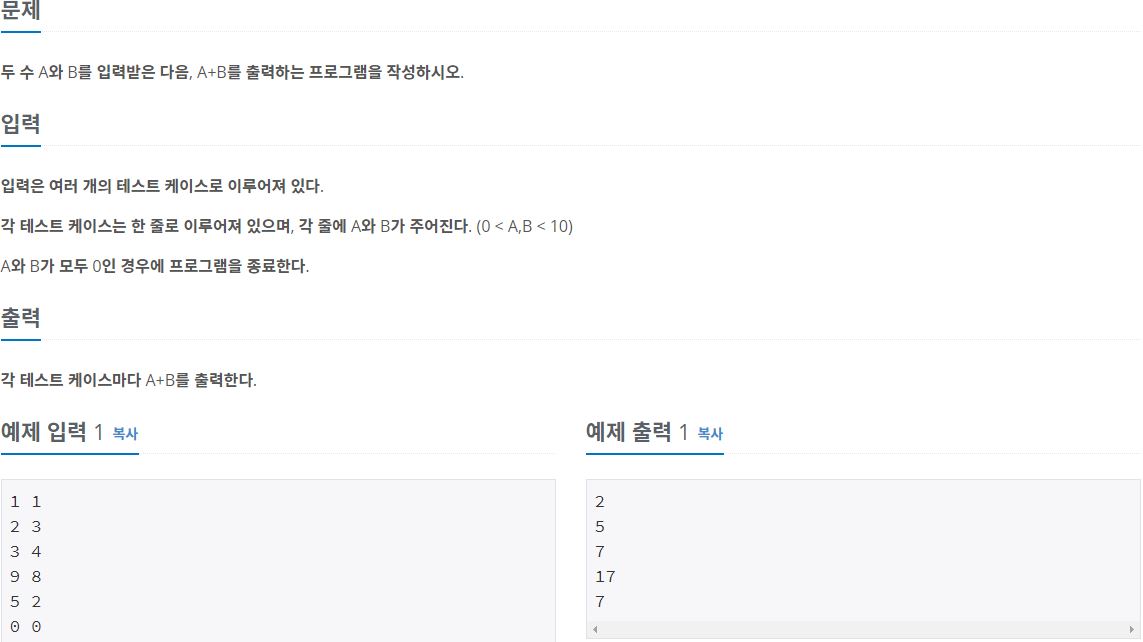 문제
두 수 A와 B를 입력받은 다음, A+B를 출력하는 프로그램을 작성하시오.
입력
입력은 여러 개의 테스트 케이스로 이루어져 있다.
각 테스트 케이스는 한 줄로 이루어져 있으며, 각 줄에 A와 B가 주어진다. (0 < A,B < 10)
A와 B가 모두 0인 경우에 프로그램을 종료한다.
출력
각 테스트 케이스마다 A+B를 출력한다.
예제 입력 1 복사
1 1
2 3
3 4
9 8
5 2
0 0
예제 출력 1 복사
2
5
7
17
7